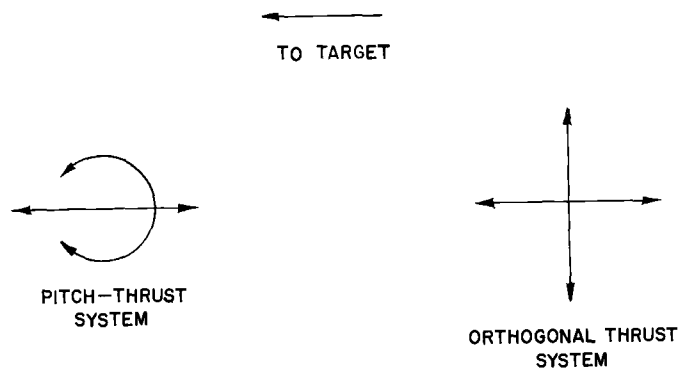 TO TARGET
PITCH—THRUST
SYSTEM
ORTHOGONAL THRUST
SYSTEM